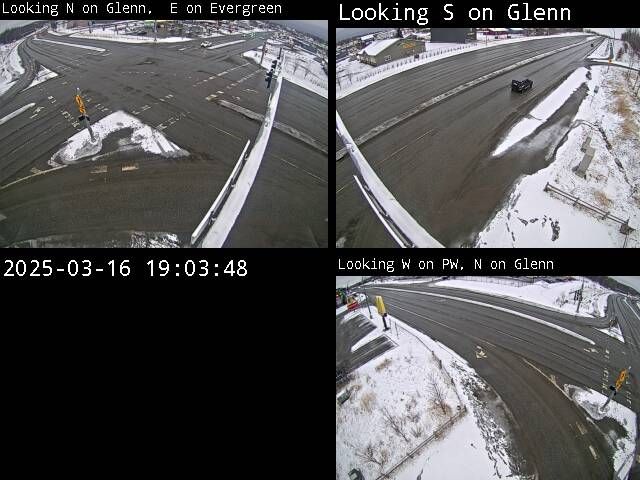 Looking N on Glenn,  E on Evergreen
Looking S on Glenn
2025-03-16 19:03:48
Looking W on PW, N on Glenn